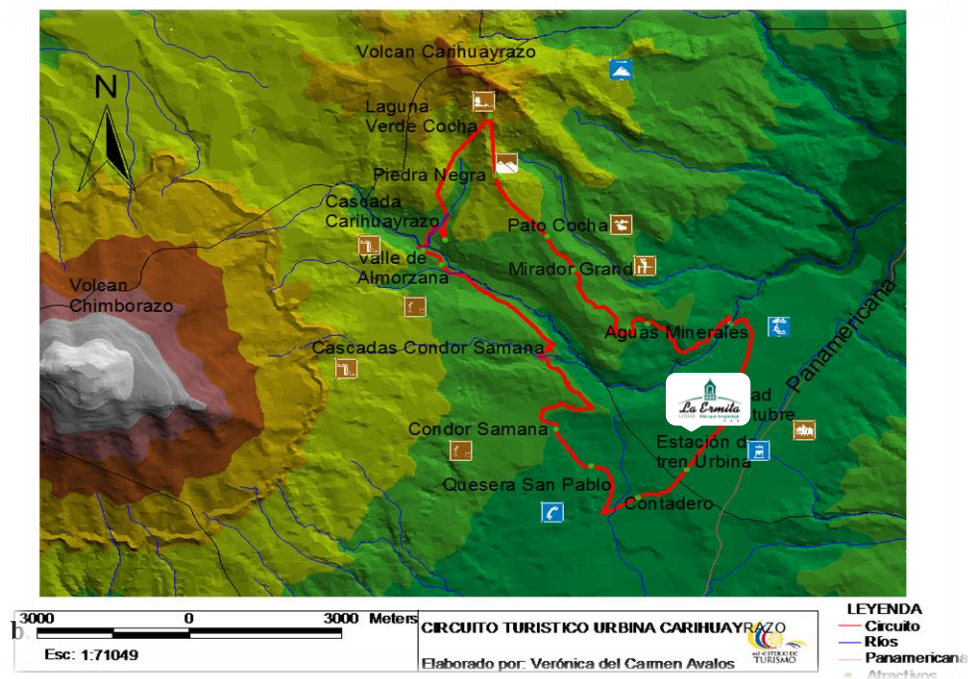 Volcan Carihuayrazo
N
Laguna
Verde Cocha
Piedra Negra
Cascada
Carihuayrazo
Pato Cocha
Valle de
Almorzana
Mirador Grand
Volcan
Chimborazo
Aguas Minerales
Panamericana
Cascadas Condor Samana
La Ermita
ad
tubre
Condor Samana
Estación d
tren Urbina
Quesera San Pablo
Contadero
b.
3000 0 3000 Meters
Esc: 1:71049
CIRCUITO TURISTICO URBINA CARIHUAYRAZO
Elaborado por: Verónica del Carmen Avalos
MINISTERIO DE
TURISMO
LEYENDA
Circuito
Ríos
Panamericana
Atractivos